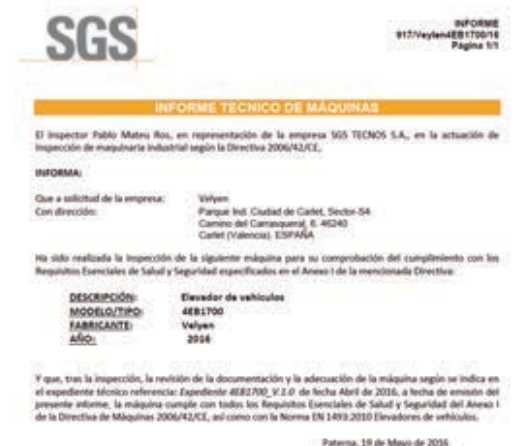 SGS
INFORME
917/Veylen4EB1700/16
Página 1/1
INFORME TECNICO DE MÁQUINAS
El Inspector Pablo Mateu Ros, en representación de la empresa SGS TECNOS S.A., en la actuación de
inspección de maquinaria industrial según la Directiva 2006/42/CE,
INFORMA:
Que a solicitud de la empresa: Velyen
Con dirección: Parque Ind. Ciudad de Carlet, Sector-S4
Camino del Carrasqueral, 6. 46240
Carlet (Valencia). ESPAÑA
Ha sido realizada la inspección de la siguiente máquina para su comprobación del cumplimiento con los
Requisitos Esenciales de Salud y Seguridad especificados en el Anexo I de la mencionada Directiva:
DESCRIPCIÓN: Elevador de vehículos
MODELO/TIPO: 4EB1700
FABRICANTE: Velyen
AÑO: 2016
Y que, tras la inspección, la revisión de la documentación y la adecuación de la máquina según se indica en
el expediente técnico referencia: Expediente 4EB1700_V.1.0 de fecha Abril de 2016, a fecha de emisión del
presente informe, la máquina cumple con todos los Requisitos Esenciales de Salud y Seguridad del Anexo I
de la Directiva de Máquinas 2006/42/CE, así como con la Norma EN 1493:2010 Elevadores de vehículos.
Paterna, 19 de Mayo de 2016